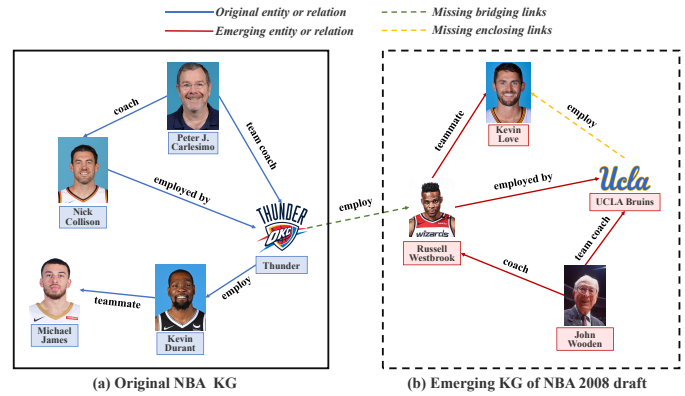 Original entity or relation
Missing bridging links
Emerging entity or relation
Missing enclosing links
coach
Peter J.
Carlesimo
team coach
Nick
Collison
employed by
THUNDER
OKC
Thunder
employ
teammate
Michael
James
Kevin
Durant
employ
teammate
Kevin
Love
employ
employed by
Ucla
UCLA Bruins
wizards
Russell
Westbrook
coach
team coach
John
Wooden
(a) Original NBA KG
(b) Emerging KG of NBA 2008 draft